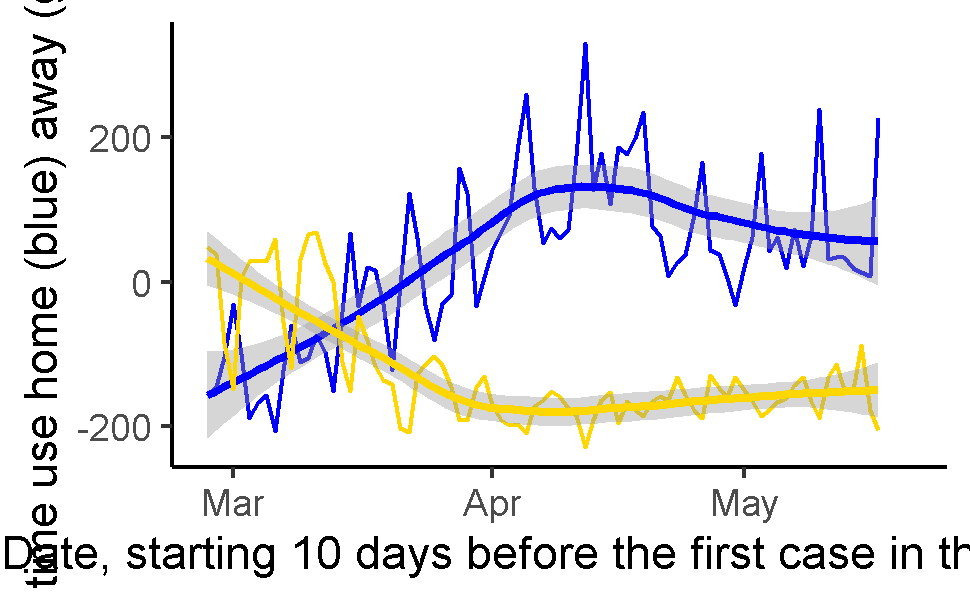 time use home (blue) away (
200
0
-200
Mar Apr May
Date, starting 10 days before the first case in th